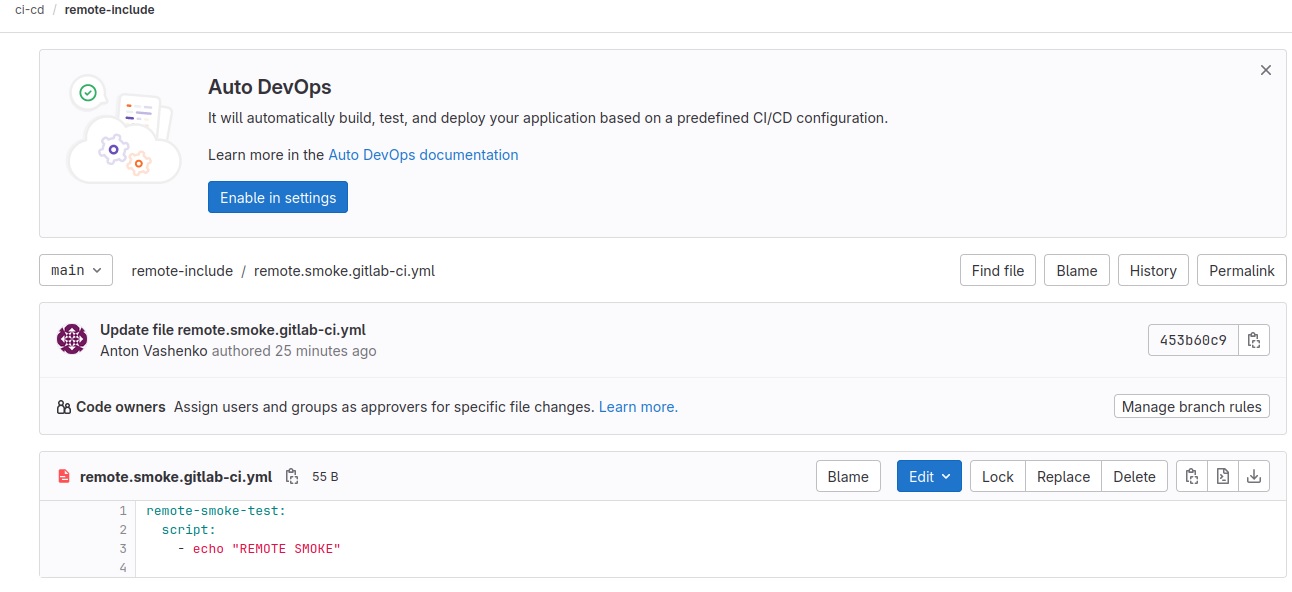 ci-cd / remote-include
Auto DevOps
It will automatically build, test, and deploy your application based on a predefined CI/CD configuration.
Learn more in the Auto DevOps documentation
Enable in settings
main remote-include / remote.smoke.gitlab-ci.yml Find file Blame History Permalink
Update file remote.smoke.gitlab-ci.yml
Anton Vashenko authored 25 minutes ago
453b60c9
Code owners Assign users and groups as approvers for specific file changes. Learn more. Manage branch rules
remote.smoke.gitlab-ci.yml 55 B Blame Edit Lock Replace Delete
1 remote-smoke-test:
2   script:
3     - echo "REMOTE SMOKE"
4